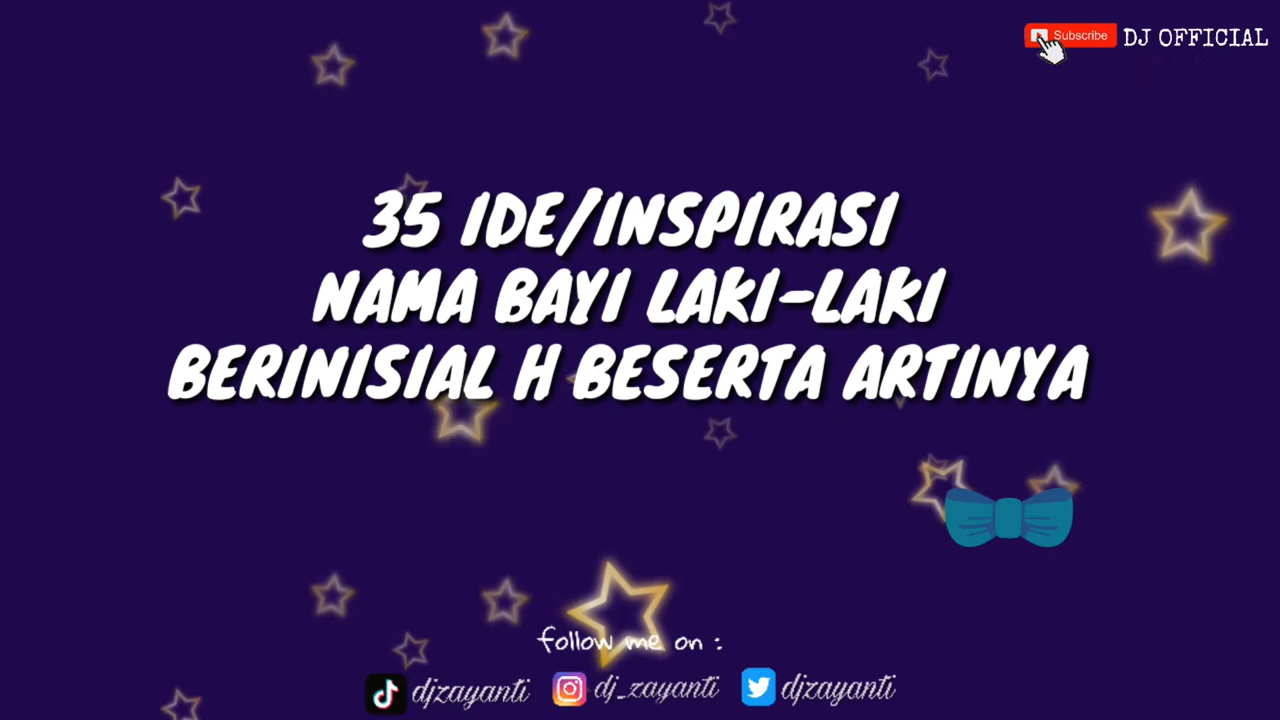 Subscribe DJ OFFICIAL
35 IDE/INSPIRASI
NAMA BAYI LAKI-LAKI
BERINISIAL H BESERTA ARTINYA
follow me on :
djzayanti dj_zayanti djzayanti